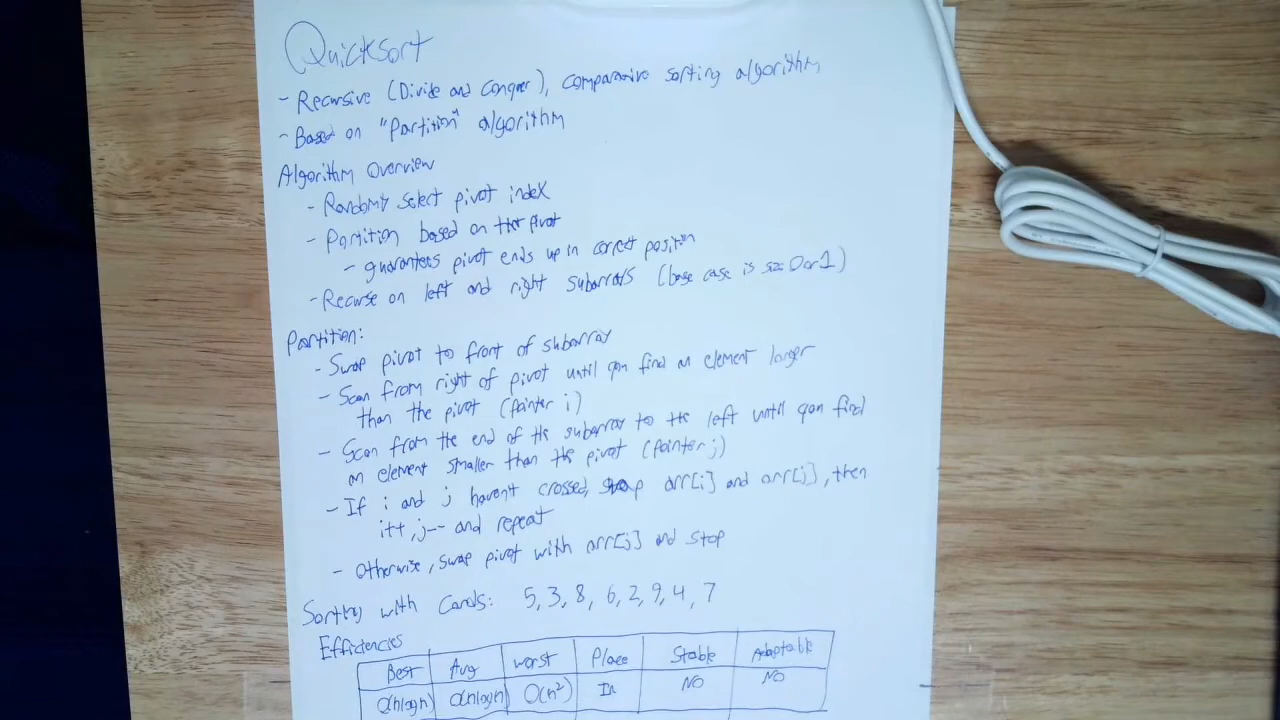 Quicksort
- Recursive (Divide and Conquer), comparative sorting algorithm
- Based on "Partition" algorithm
Algorithm Overview
- Randomly select pivot index
- Partition based on the pivot
- guarantees pivot ends up in correct position
- Recurse on left and right subarrays (base case is size 0 or 1)
Partition:
- Swap pivot to front of subarray
- Scan from right of pivot until you find an element larger
than the pivot (pointer i)
- Scan from the end of the subarray to the left until you find
an element smaller than the pivot (pointer j)
- If i and j haven't crossed, swap arr[i] and arr[j], then
i++, j-- and repeat
- Otherwise, swap pivot with arr[j] and stop
Sorting with Cards: 5, 3, 8, 6, 2, 9, 4, 7
Efficiencies
Best Avg worst Place Stable Adaptable
O(nlogn) O(nlogn) O(n²) In NO NO